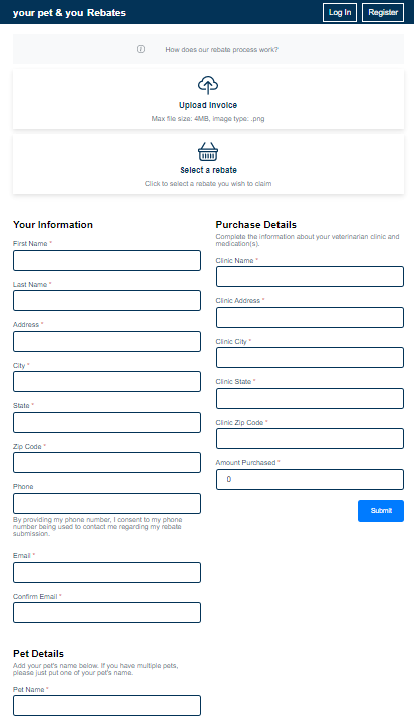 your pet & you Rebates
Log In
Register
How does our rebate process work?
Upload Invoice
Max file size: 4MB, image type: .png
Select a rebate
Click to select a rebate you wish to claim
Your Information
First Name *
Last Name *
Address *
City *
State *
Zip Code *
Phone
By providing my phone number, I consent to my phone
number being used to contact me regarding my rebate
submission.
Email *
Confirm Email *
Pet Details
Add your pet's name below. If you have multiple pets,
please just put one of your pet's name.
Pet Name *
Purchase Details
Complete the information about your veterinarian clinic and
medication(s).
Clinic Name *
Clinic Address *
Clinic City *
Clinic State *
Clinic Zip Code *
Amount Purchased *
0
Submit